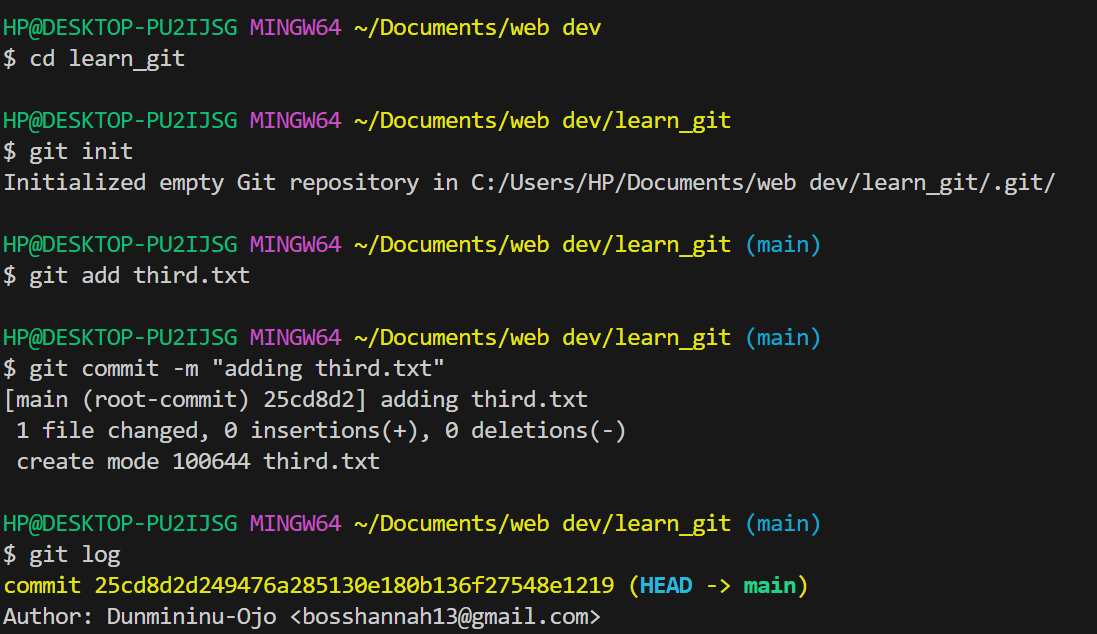 HP@DESKTOP-PU2IJSG MINGW64 ~/Documents/web dev
$ cd learn_git
HP@DESKTOP-PU2IJSG MINGW64 ~/Documents/web dev/learn_git
$ git init
Initialized empty Git repository in C:/Users/HP/Documents/web dev/learn_git/.git/
HP@DESKTOP-PU2IJSG MINGW64 ~/Documents/web dev/learn_git (main)
$ git add third.txt
HP@DESKTOP-PU2IJSG MINGW64 ~/Documents/web dev/learn_git (main)
$ git commit -m "adding third.txt"
[main (root-commit) 25cd8d2] adding third.txt
 1 file changed, 0 insertions(+), 0 deletions(-)
 create mode 100644 third.txt
HP@DESKTOP-PU2IJSG MINGW64 ~/Documents/web dev/learn_git (main)
$ git log
commit 25cd8d2d249476a285130e180b136f27548e1219 (HEAD -> main)
Author: Dunmininu-Ojo <bosshannah13@gmail.com>